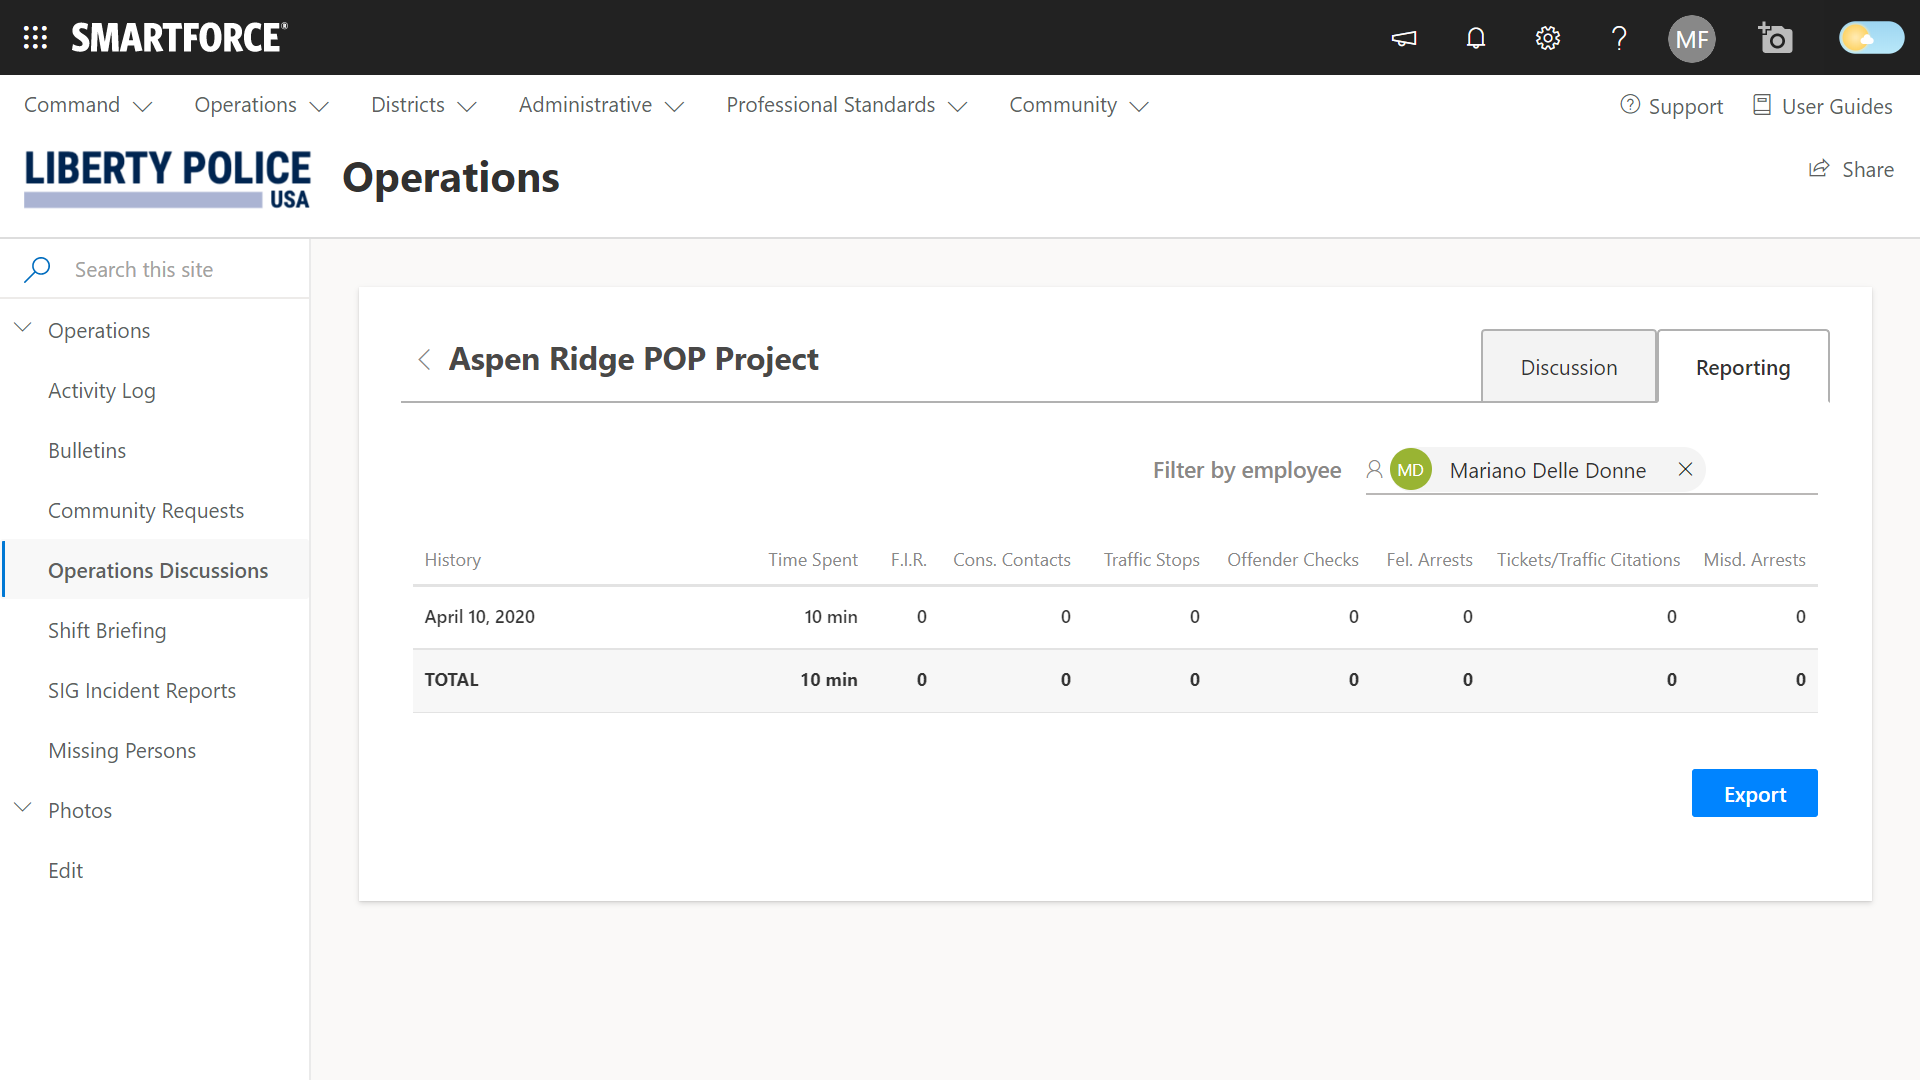 SMARTFORCE®
MF
Command
Operations
Districts
Administrative
Professional Standards
Community
Support
User Guides
LIBERTY POLICE
USA
Operations
Share
Search this site
Operations
Activity Log
Bulletins
Community Requests
Operations Discussions
Shift Briefing
SIG Incident Reports
Missing Persons
Photos
Edit
Aspen Ridge POP Project
Discussion
Reporting
Filter by employee MD Mariano Delle Donne
History Time Spent F.I.R. Cons. Contacts Traffic Stops Offender Checks Fel. Arrests Tickets/Traffic Citations Misd. Arrests
April 10, 2020 10 min 0 0 0 0 0 0 0
TOTAL 10 min 0 0 0 0 0 0 0
Export